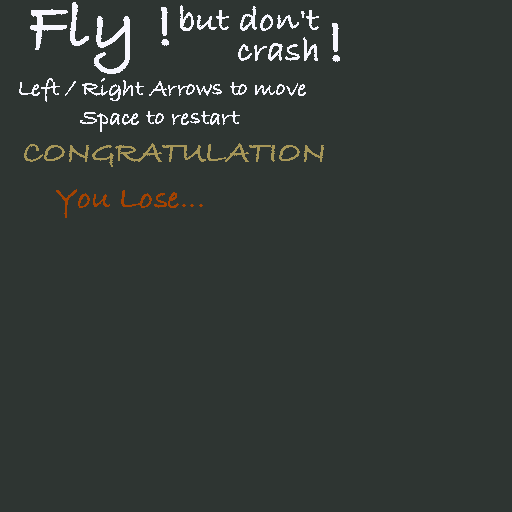 Fly ! but don't crash !
Left / Right Arrows to move
Space to restart
CONGRATULATION
You Lose...